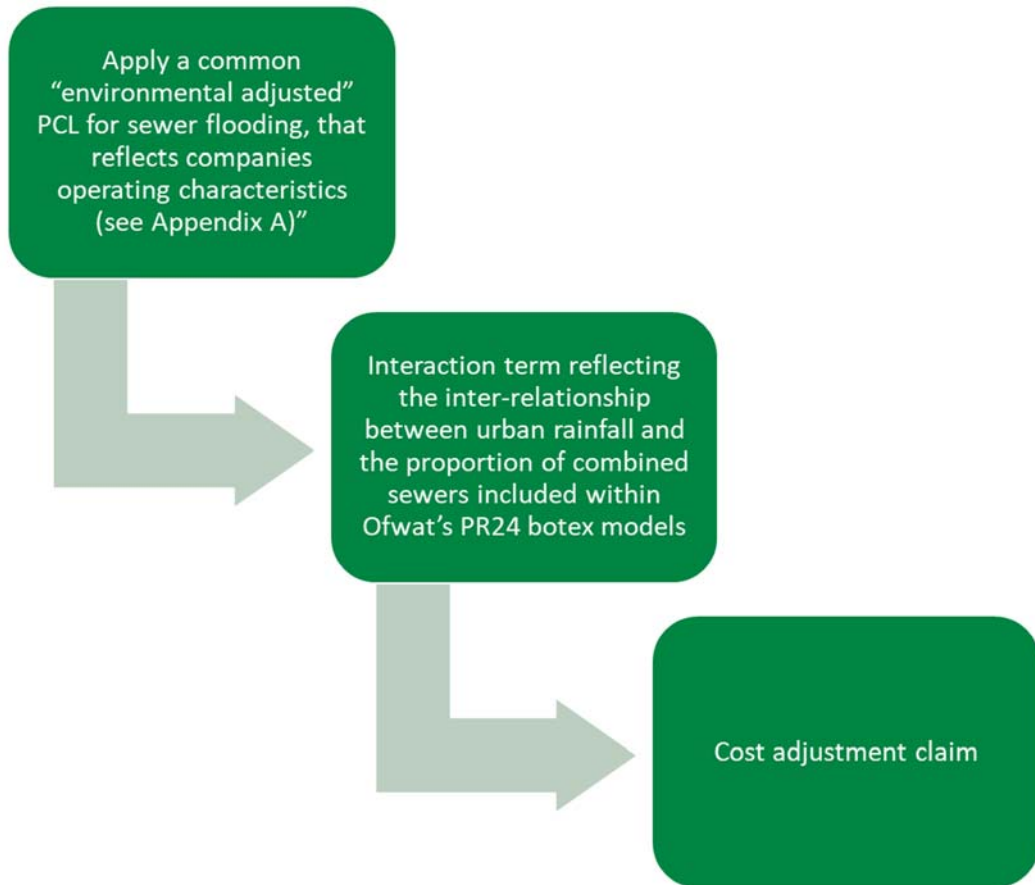 Apply a common
“environmental adjusted”
PCL for sewer flooding, that
reflects companies
operating characteristics
(see Appendix A)”
Interaction term reflecting
the inter-relationship
between urban rainfall and
the proportion of combined
sewers included within
Ofwat’s PR24 botex models
Cost adjustment claim